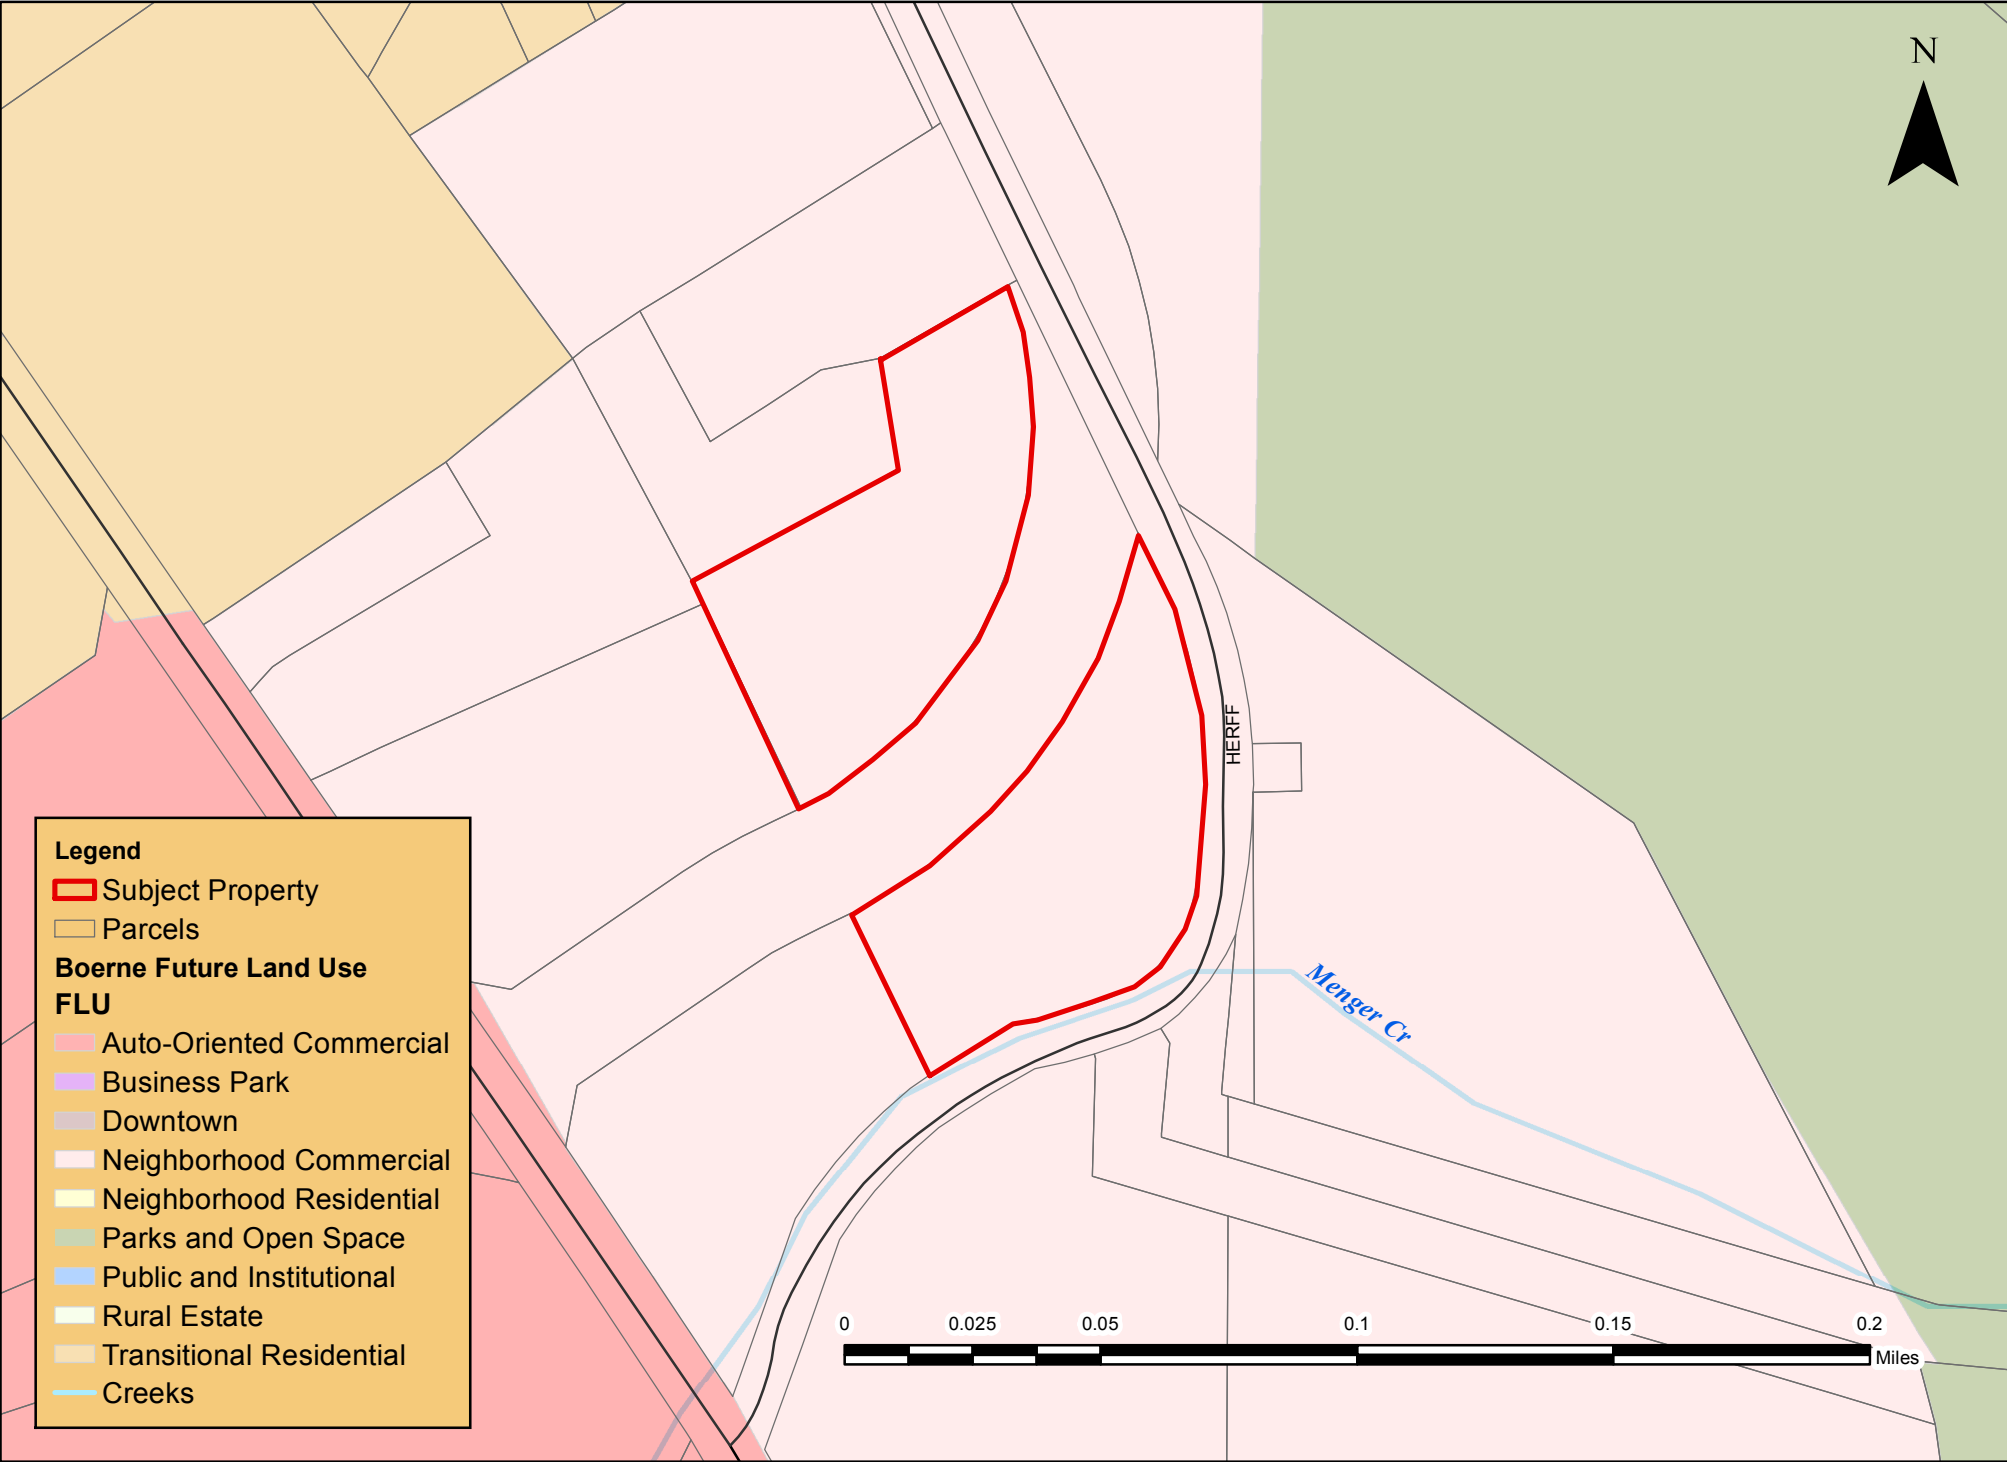 N
HERFF
Menger Cr
Legend
Subject Property
Parcels
Boerne Future Land Use
FLU
Auto-Oriented Commercial
Business Park
Downtown
Neighborhood Commercial
Neighborhood Residential
Parks and Open Space
Public and Institutional
Rural Estate
Transitional Residential
Creeks
0 0.025 0.05 0.1 0.15 0.2
Miles